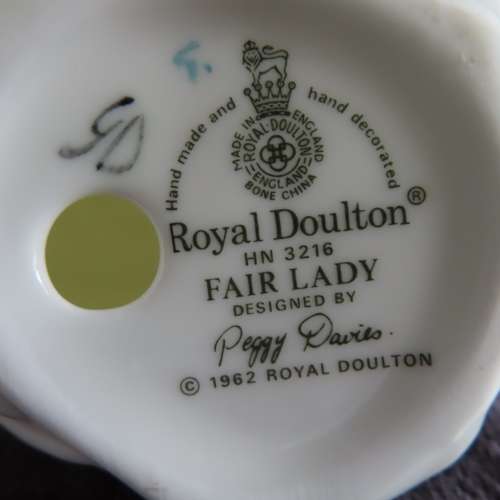 Hand made and hand decorated
MADE IN ENGLAND
ROYAL DOULTON
ENGLAND
BONE CHINA
Royal Doulton®
HN 3216
FAIR LADY
DESIGNED BY
Peggy Davies.
© 1962 ROYAL DOULTON